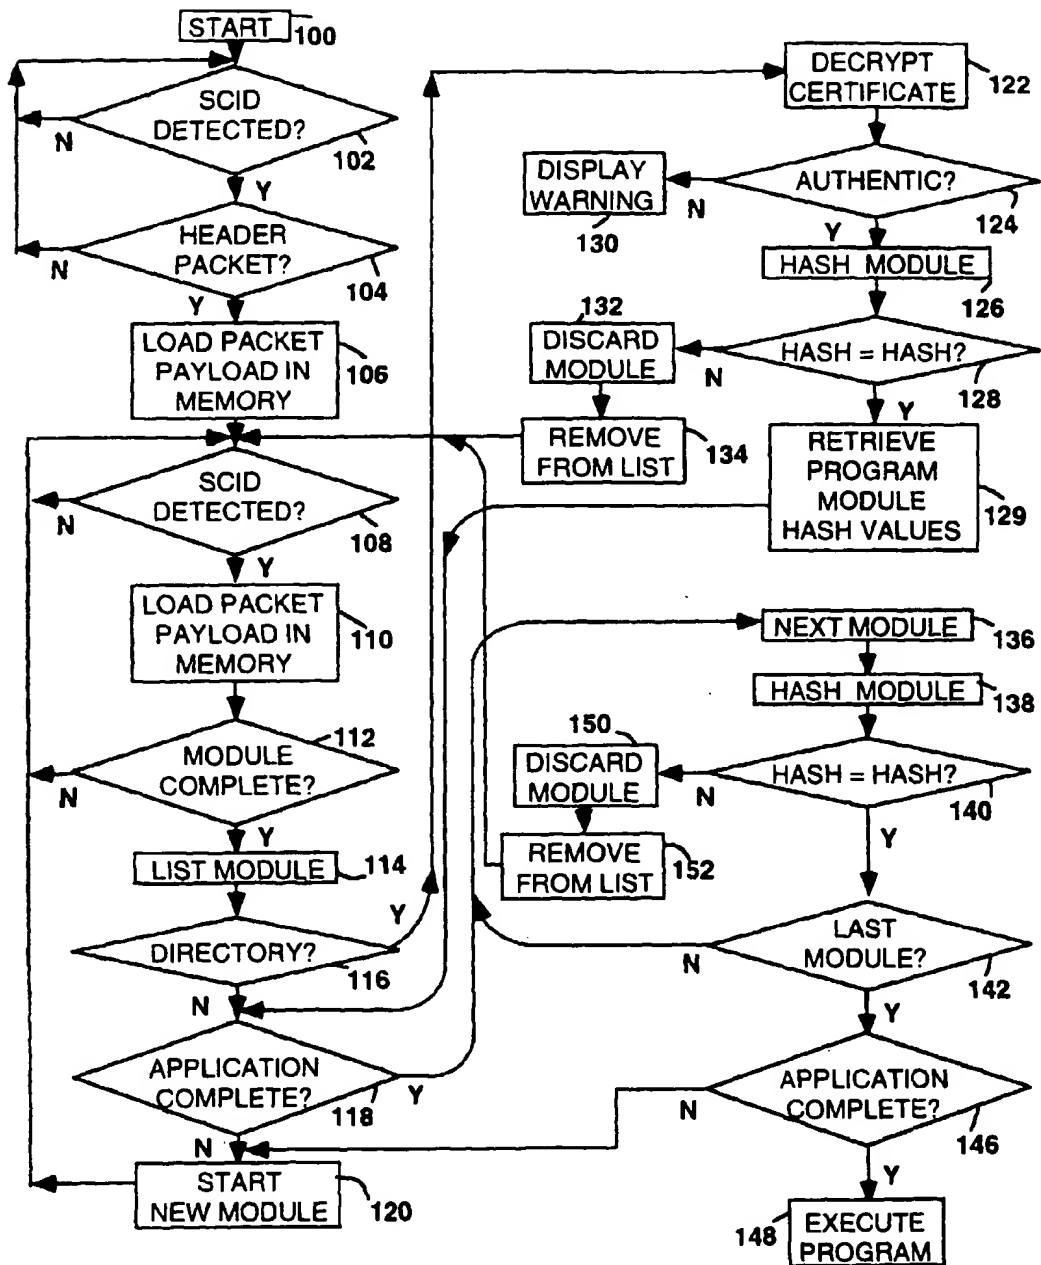 START
100
SCID
DETECTED?
102
N
Y
HEADER
PACKET?
104
N
Y
LOAD PACKET
PAYLOAD IN
MEMORY
106
SCID
DETECTED?
108
N
Y
LOAD PACKET
PAYLOAD IN
MEMORY
110
MODULE
COMPLETE?
112
N
Y
LIST MODULE
114
DIRECTORY?
116
Y
N
APPLICATION
COMPLETE?
118
Y
N
START
NEW MODULE
120
DECRYPT
CERTIFICATE
122
AUTHENTIC?
124
N
DISPLAY
WARNING
130
Y
HASH MODULE
126
HASH = HASH?
128
N
132
DISCARD
MODULE
REMOVE
FROM LIST
134
Y
RETRIEVE
PROGRAM
MODULE
HASH VALUES
129
NEXT MODULE
136
HASH MODULE
138
HASH = HASH?
140
N
150
DISCARD
MODULE
REMOVE
FROM LIST
152
Y
LAST
MODULE?
142
N
Y
APPLICATION
COMPLETE?
146
N
Y
148
EXECUTE
PROGRAM